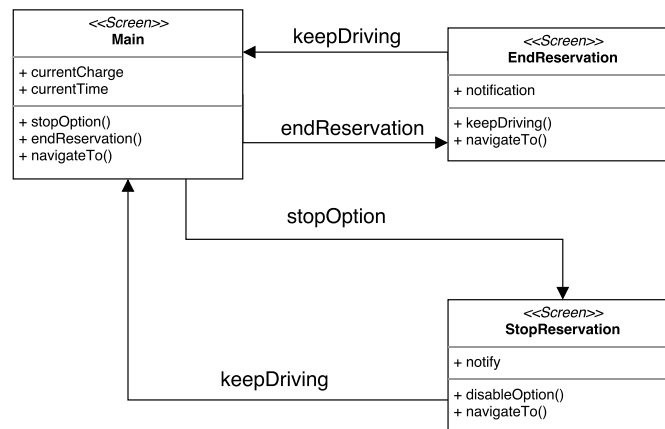 <<Screen>>
Main
+ currentCharge
+ currentTime
+ stopOption()
+ endReservation()
+ navigateTo()
keepDriving
endReservation
<<Screen>>
EndReservation
+ notification
+ keepDriving()
+ navigateTo()
stopOption
<<Screen>>
StopReservation
+ notify
+ disableOption()
+ navigateTo()
keepDriving